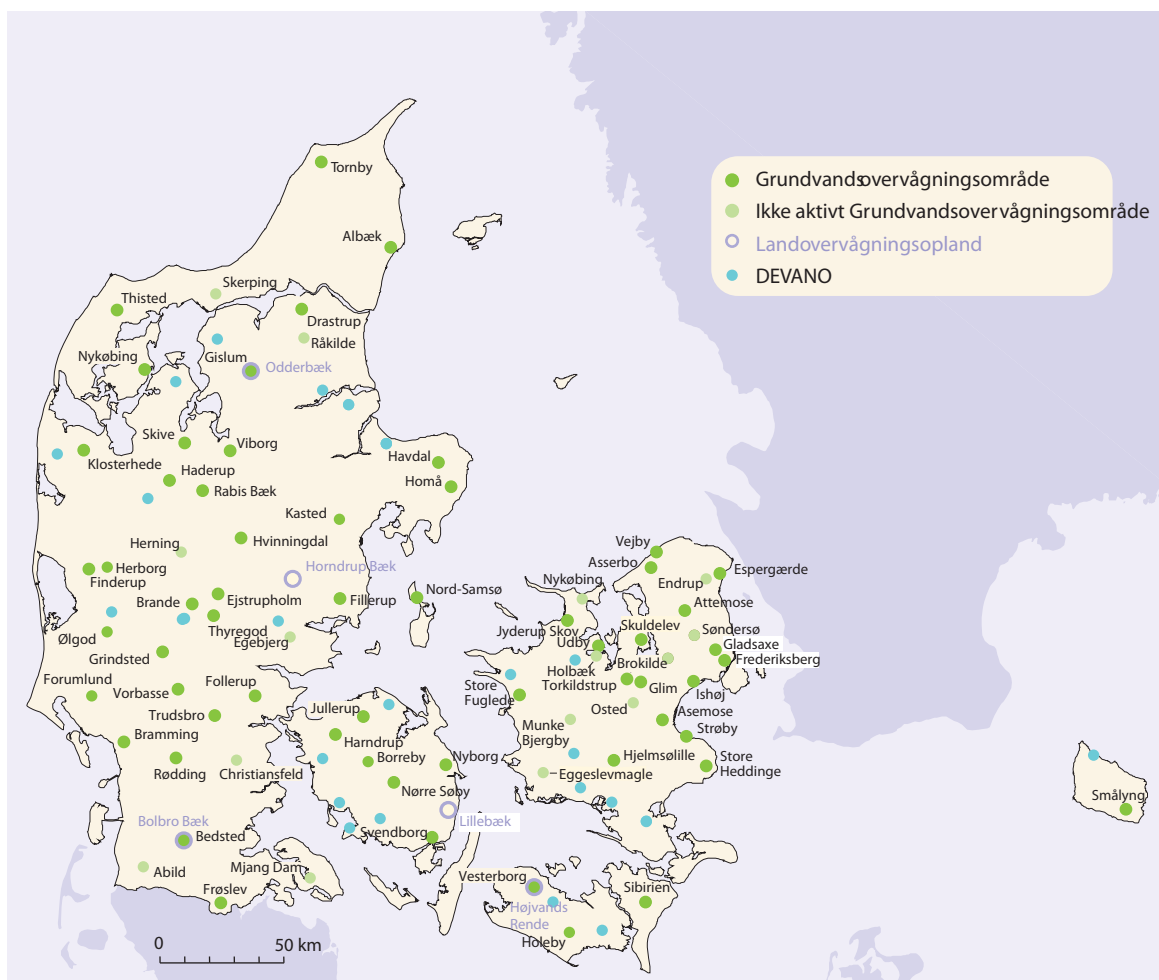 Tornby
Albæk
Skerping
Thisted
Drastrup
Råkilde
Nykøbing
Gislum
Odderbæk
Skive
Viborg
Klosterhede
Haderup
Rabis Bæk
Havdal
Homå
Kasted
Herning
Hvinningdal
Herborg
Finderup
Horndrup Bæk
Brande
Ejstrupholm
Fillerup
Nord-Samsø
Thyregod
Ølgod
Egebjerg
Grindsted
Forumlund
Vorbasse
Follerup
Trudsbro
Bramming
Rødding
Christiansfeld
Bolbro Bæk
Bedsted
Abild
Mjang Dam
Frøslev
0
50 km
Jullerup
Harndrup
Borreby
Nyborg
Nørre Søby
Lillebæk
Svendborg
Vejby
Asserbo
Nykøbing
Endrup
Espergærde
Attemose
Jyderup Skov
Skuldelev
Søndersø
Udby
Gladsaxe
Brokilde
Frederiksberg
Holbæk
Torkildstrup
Glim
Store
Fuglede
Ishøj
Osted
Asemose
Munke
Bjergby
Strøby
Hjelmsølille
Store
Heddinge
Eggeslevmagle
Vesterborg
Sibirien
Højvands
Rende
Holeby
Smålyng
Grundvandsovervågningsområde
Ikke aktivt Grundvandsovervågningsområde
Landovervågningsopland
DEVANO